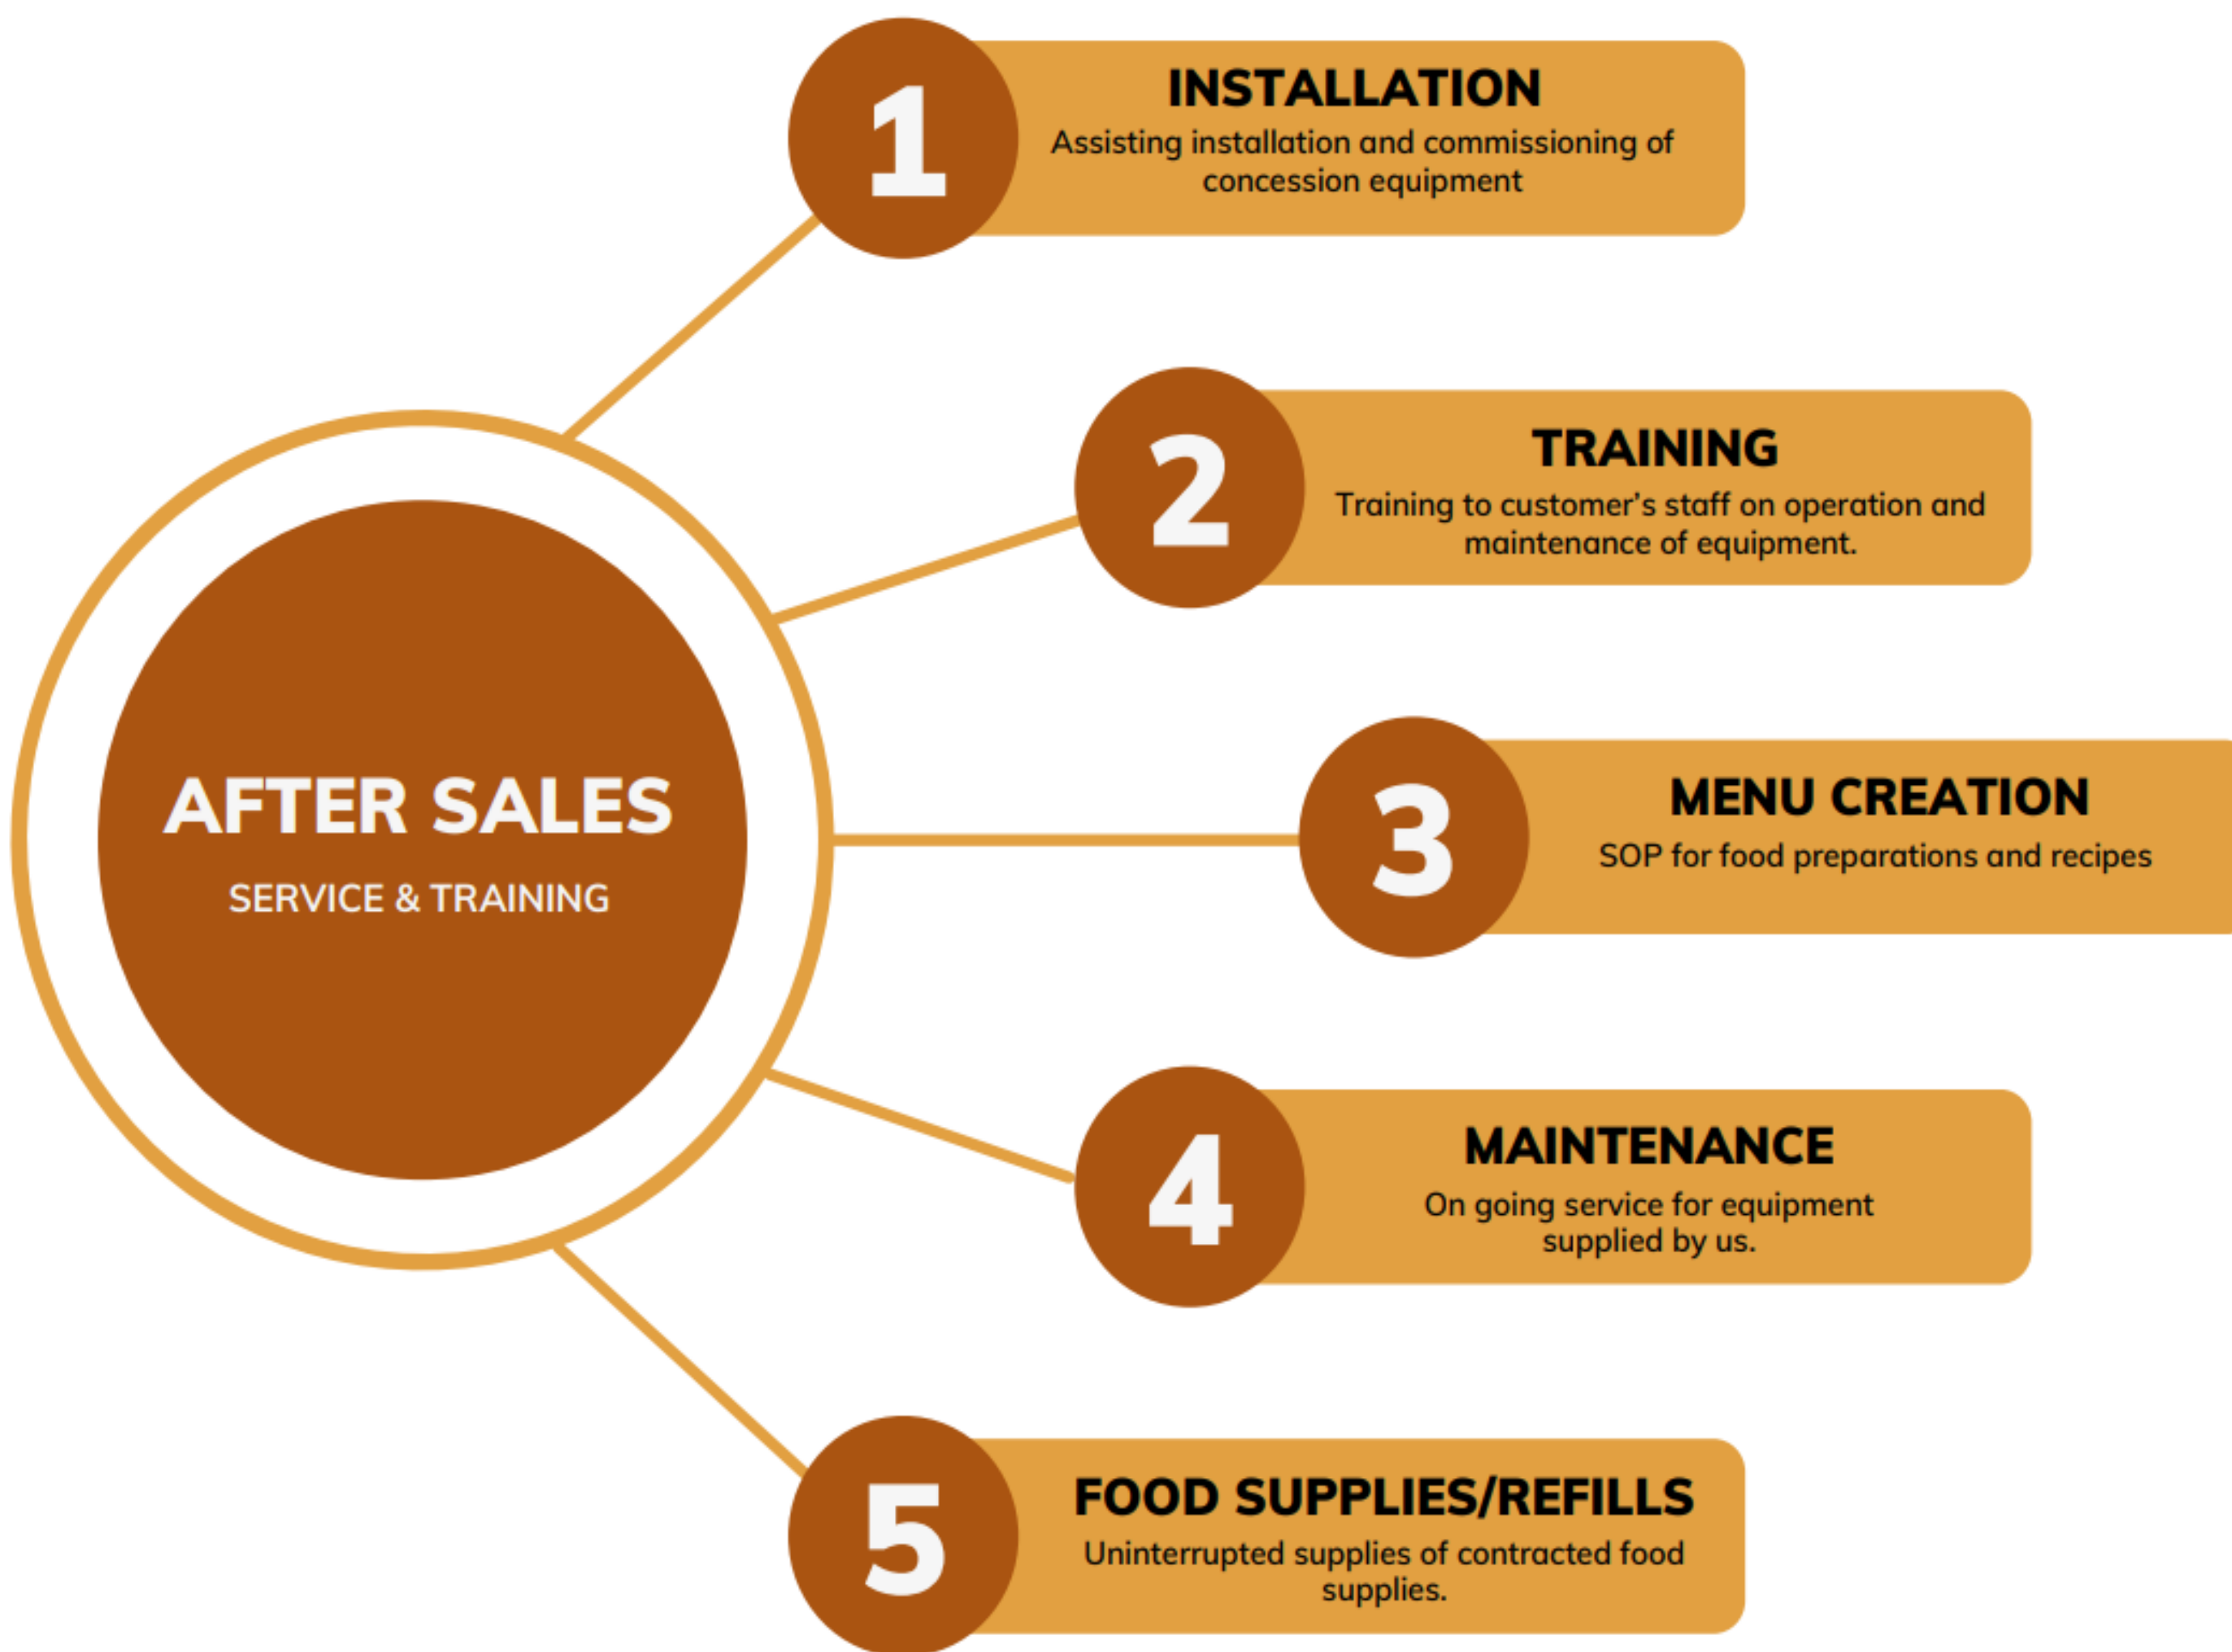 AFTER SALES
SERVICE & TRAINING
1
INSTALLATION
Assisting installation and commissioning of
concession equipment
2
TRAINING
Training to customer's staff on operation and
maintenance of equipment.
3
MENU CREATION
SOP for food preparations and recipes
4
MAINTENANCE
On going service for equipment
supplied by us.
5
FOOD SUPPLIES/REFILLS
Uninterrupted supplies of contracted food
supplies.